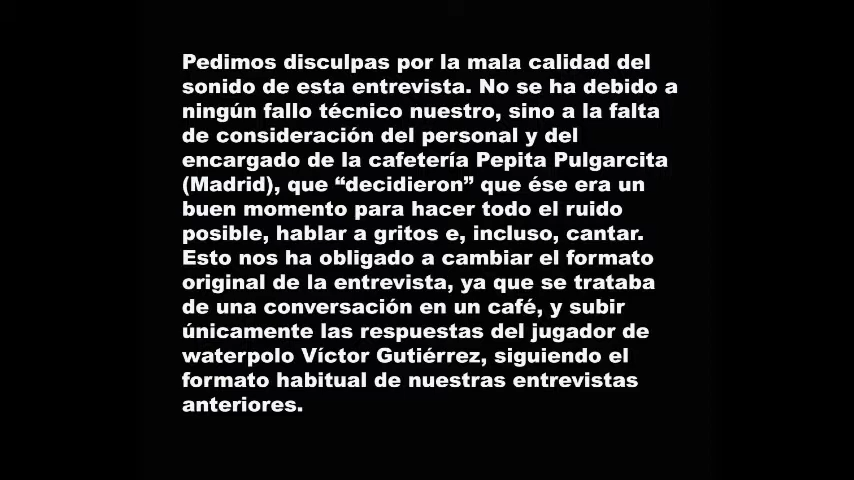 Pedimos disculpas por la mala calidad del
sonido de esta entrevista. No se ha debido a
ningún fallo técnico nuestro, sino a la falta
de consideración del personal y del
encargado de la cafetería Pepita Pulgarcita
(Madrid), que “decidieron” que ése era un
buen momento para hacer todo el ruido
posible, hablar a gritos e, incluso, cantar.
Esto nos ha obligado a cambiar el formato
original de la entrevista, ya que se trataba
de una conversación en un café, y subir
únicamente las respuestas del jugador de
waterpolo Víctor Gutiérrez, siguiendo el
formato habitual de nuestras entrevistas
anteriores.